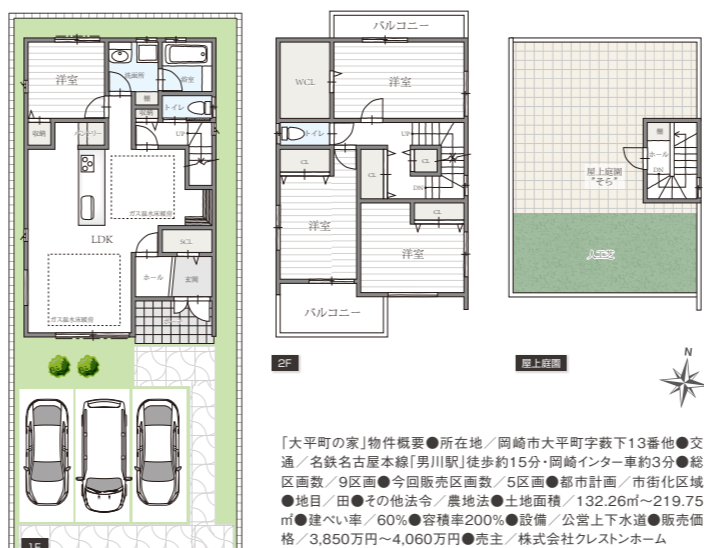 洋室
洗面所
浴室
棚
トイレ
収納
収納
パントリー
UP
ガス温水床暖房
LDK
SCL
ホール
玄関
ガス温水床暖房
ポーチ
1F
バルコニー
WCL
洋室
トイレ
UP
CL
CL
CL
DN
CL
洋室
洋室
バルコニー
2F
棚
ホール
DN
屋上庭園
"そら"
人工芝
屋上庭園
N
「大平町の家」物件概要●所在地／岡崎市大平町字薮下13番他●交
通／名鉄名古屋本線「男川駅」徒歩約15分・岡崎インター車約3分●総
区画数／9区画●今回販売区画数／5区画●都市計画／市街化区域
●地目／田●その他法令／農地法●土地面積／132.26㎡〜219.75
㎡●建ぺい率／60%●容積率200%●設備／公営上下水道●販売価
格／3,850万円〜4,060万円●売主／株式会社クレストンホーム